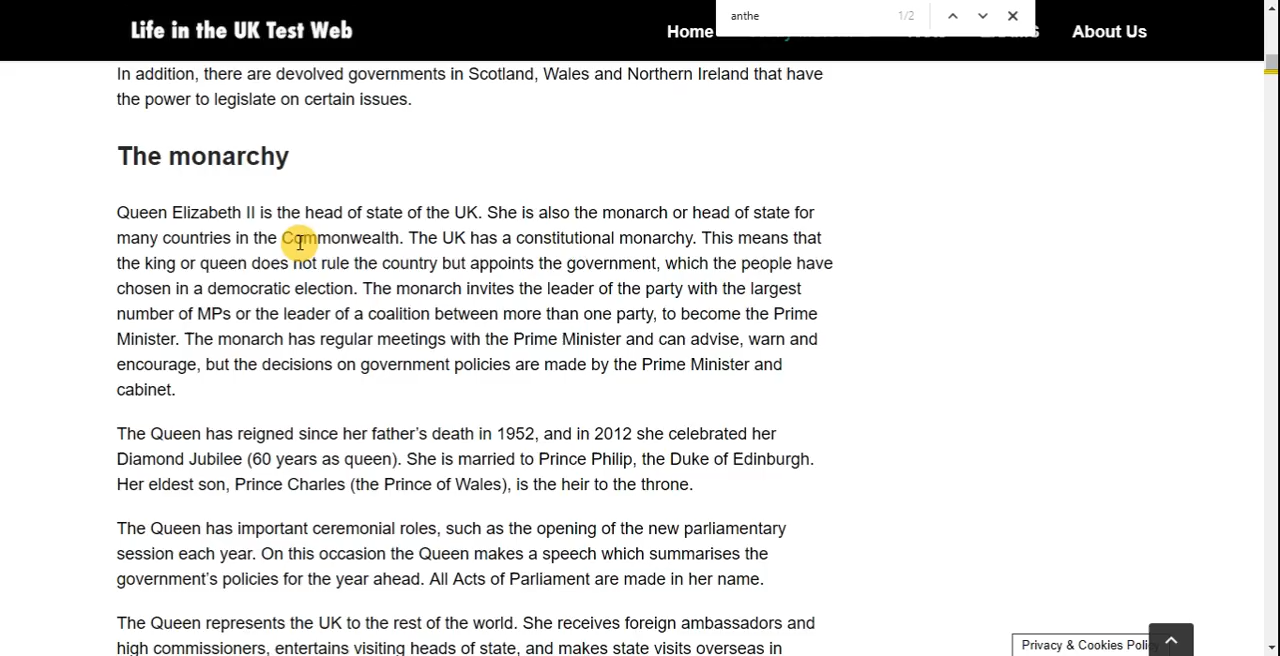 Life in the UK Test Web
anthe
1/2
Home
About Us
In addition, there are devolved governments in Scotland, Wales and Northern Ireland that have
the power to legislate on certain issues.
The monarchy
Queen Elizabeth II is the head of state of the UK. She is also the monarch or head of state for
many countries in the Commonwealth. The UK has a constitutional monarchy. This means that
the king or queen does not rule the country but appoints the government, which the people have
chosen in a democratic election. The monarch invites the leader of the party with the largest
number of MPs or the leader of a coalition between more than one party, to become the Prime
Minister. The monarch has regular meetings with the Prime Minister and can advise, warn and
encourage, but the decisions on government policies are made by the Prime Minister and
cabinet.
The Queen has reigned since her father’s death in 1952, and in 2012 she celebrated her
Diamond Jubilee (60 years as queen). She is married to Prince Philip, the Duke of Edinburgh.
Her eldest son, Prince Charles (the Prince of Wales), is the heir to the throne.
The Queen has important ceremonial roles, such as the opening of the new parliamentary
session each year. On this occasion the Queen makes a speech which summarises the
government’s policies for the year ahead. All Acts of Parliament are made in her name.
The Queen represents the UK to the rest of the world. She receives foreign ambassadors and
high commissioners, entertains visiting heads of state, and makes state visits overseas in
Privacy & Cookies Polic